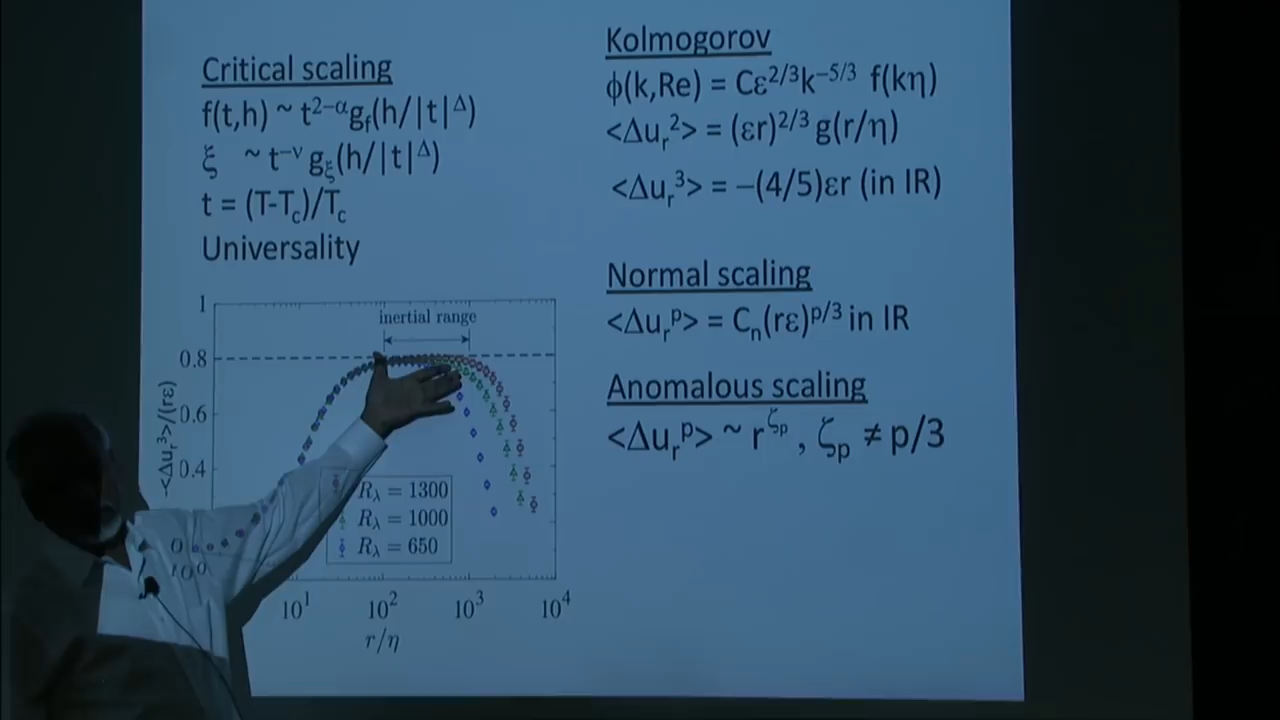 Critical scaling
f(t,h) ~ t²⁻ᵅg_f(h/|t|^Δ)
ξ ~ t⁻ᵛ g_ξ(h/|t|^Δ)
t = (T-T_c)/T_c
Universality
1
inertial range
0.8
0.6
0.4
0
10⁰
10¹
10²
10³
10⁴
-<Δu_r³>/(rε)
r/η
R_λ = 1300
R_λ = 1000
R_λ = 650
Kolmogorov
ϕ(k,Re) = Cε^2/3k^−5/3 f(kη)
<Δu_r²> = (εr)^2/3 g(r/η)
<Δu_r³> = −(4/5)εr (in IR)
Normal scaling
<Δu_r^p> = C_n(rε)^p/3 in IR
Anomalous scaling
<Δu_r^p> ~ r^ζ_p , ζ_p ≠ p/3